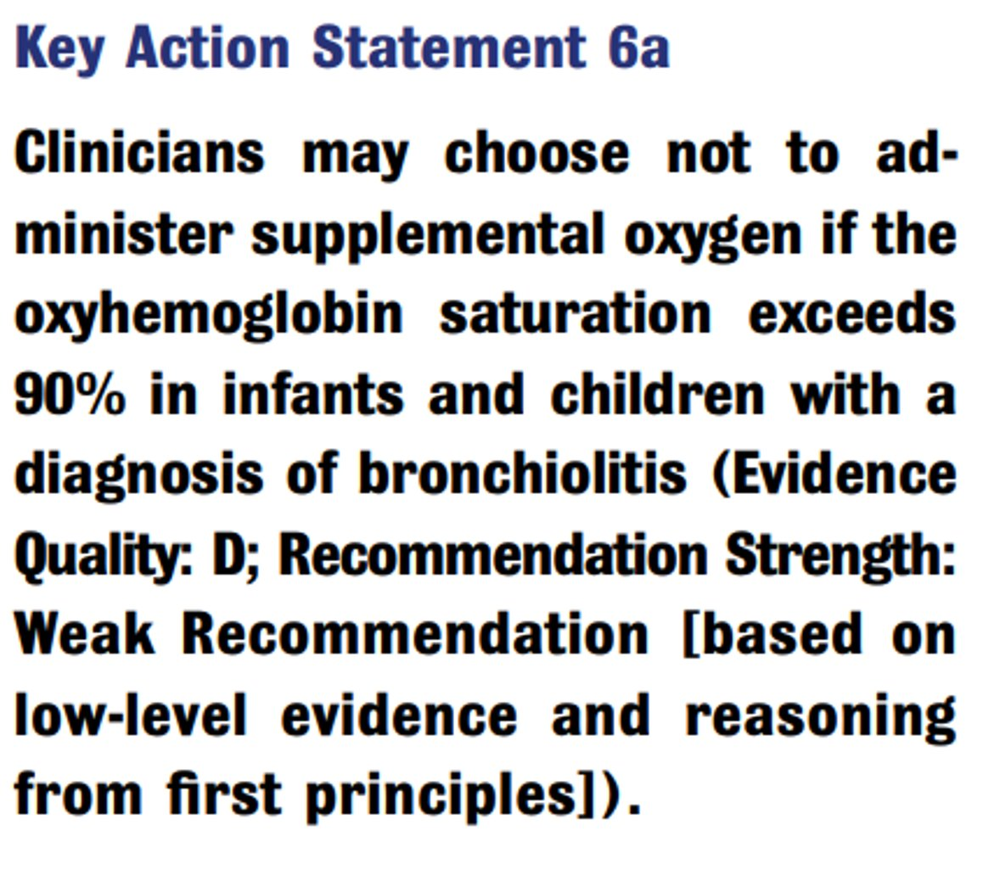 Key Action Statement 6a
Clinicians may choose not to ad-
minister supplemental oxygen if the
oxyhemoglobin saturation exceeds
90% in infants and children with a
diagnosis of bronchiolitis (Evidence
Quality: D; Recommendation Strength:
Weak Recommendation [based on
low-level evidence and reasoning
from first principles]).